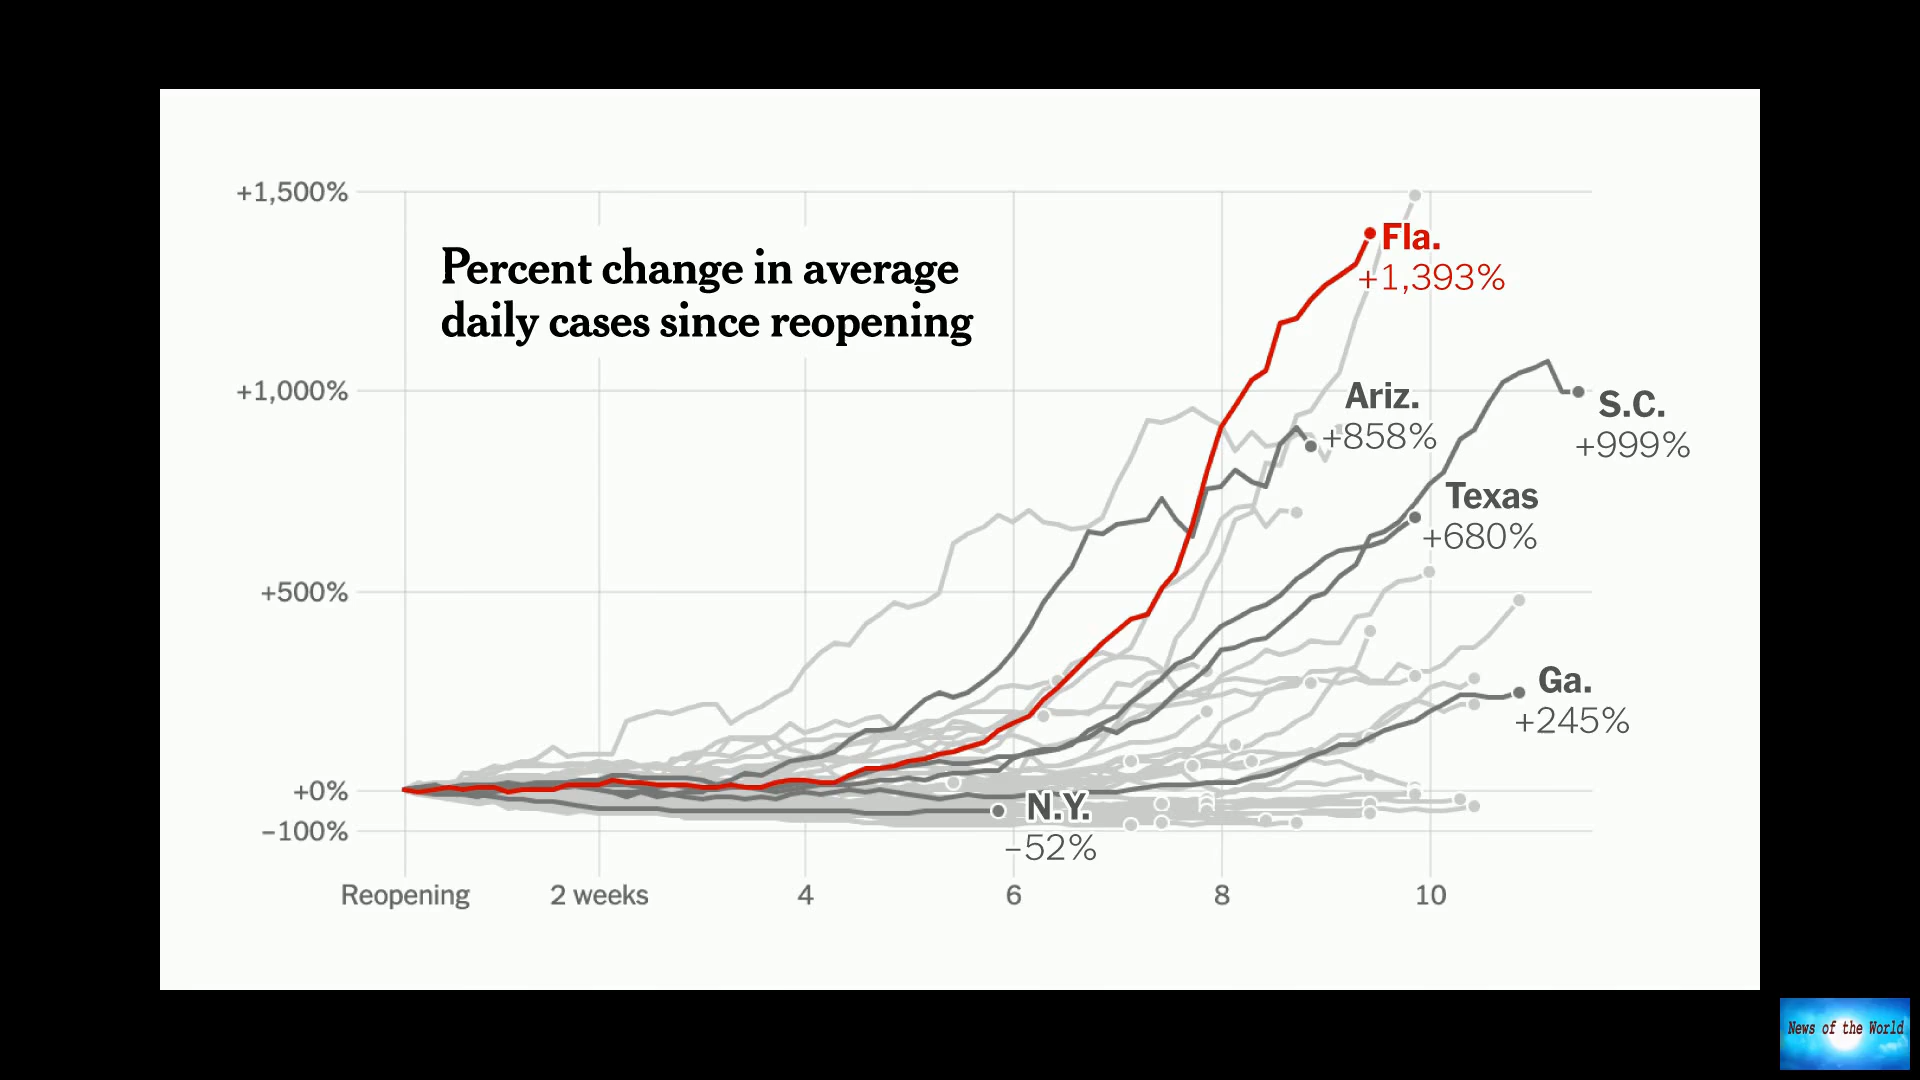 +1,500%
Percent change in average
daily cases since reopening
Fla.
+1,393%
+1,000%
Ariz.
+858%
S.C.
+999%
Texas
+680%
+500%
Ga.
+245%
+0%
N.Y.
−52%
−100%
Reopening
2 weeks
4
6
8
10
News of the World